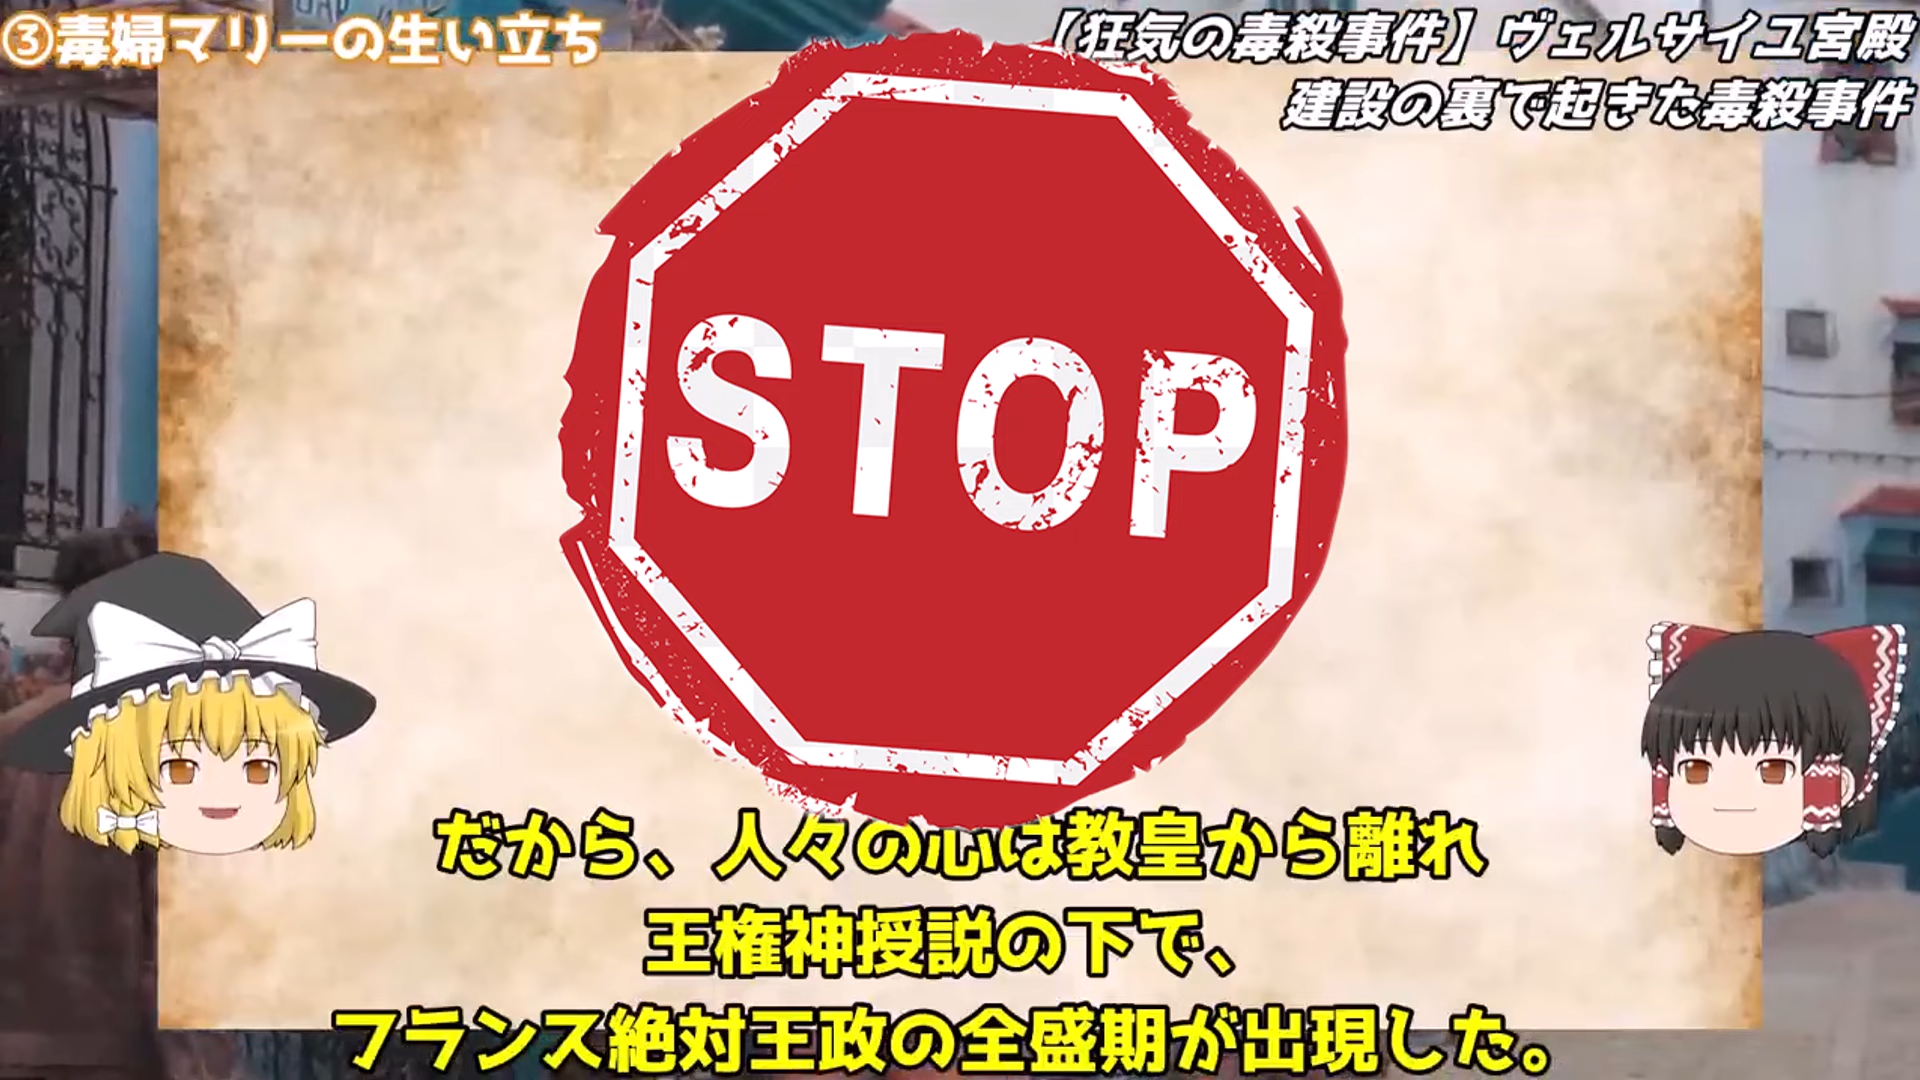 ③毒婦マリーの生い立ち
【狂気の毒殺事件】ヴェルサイユ宮殿
建設の裏で起きた毒殺事件
STOP
だから、人々の心は教皇から離れ
王権神授説の下で、
フランス絶対王政の全盛期が出現した。